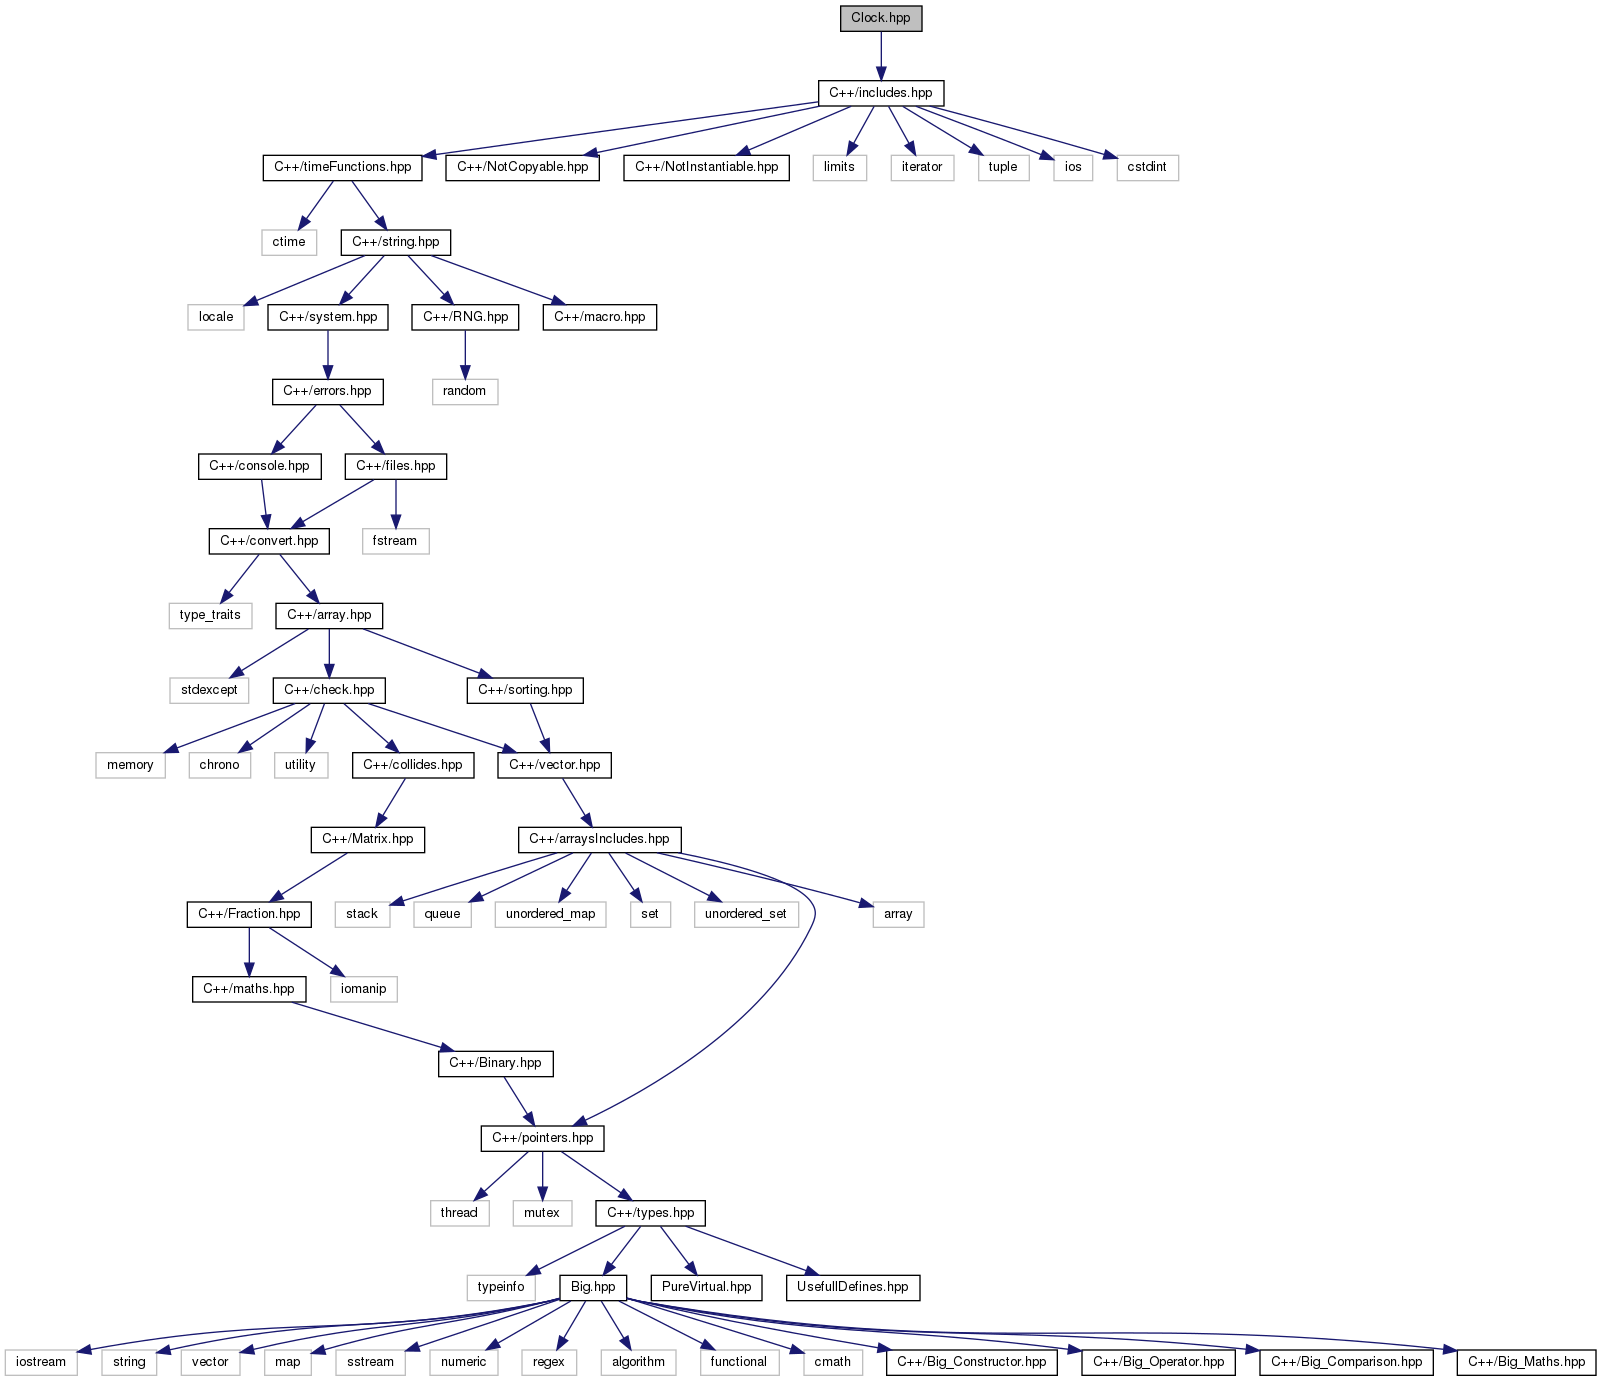 Clock.hpp
C++/includes.hpp
C++/timeFunctions.hpp
C++/NotCopyable.hpp
C++/NotInstantiable.hpp
limits
iterator
tuple
ios
cstdint
ctime
C++/string.hpp
locale
C++/system.hpp
C++/RNG.hpp
C++/macro.hpp
C++/errors.hpp
random
C++/console.hpp
C++/files.hpp
C++/convert.hpp
fstream
type_traits
C++/array.hpp
stdexcept
C++/check.hpp
C++/sorting.hpp
memory
chrono
utility
C++/collides.hpp
C++/vector.hpp
C++/Matrix.hpp
C++/arraysIncludes.hpp
C++/Fraction.hpp
stack
queue
unordered_map
set
unordered_set
array
C++/maths.hpp
iomanip
C++/Binary.hpp
C++/pointers.hpp
thread
mutex
C++/types.hpp
typeinfo
Big.hpp
PureVirtual.hpp
UsefullDefines.hpp
iostream
string
vector
map
sstream
numeric
regex
algorithm
functional
cmath
C++/Big_Constructor.hpp
C++/Big_Operator.hpp
C++/Big_Comparison.hpp
C++/Big_Maths.hpp